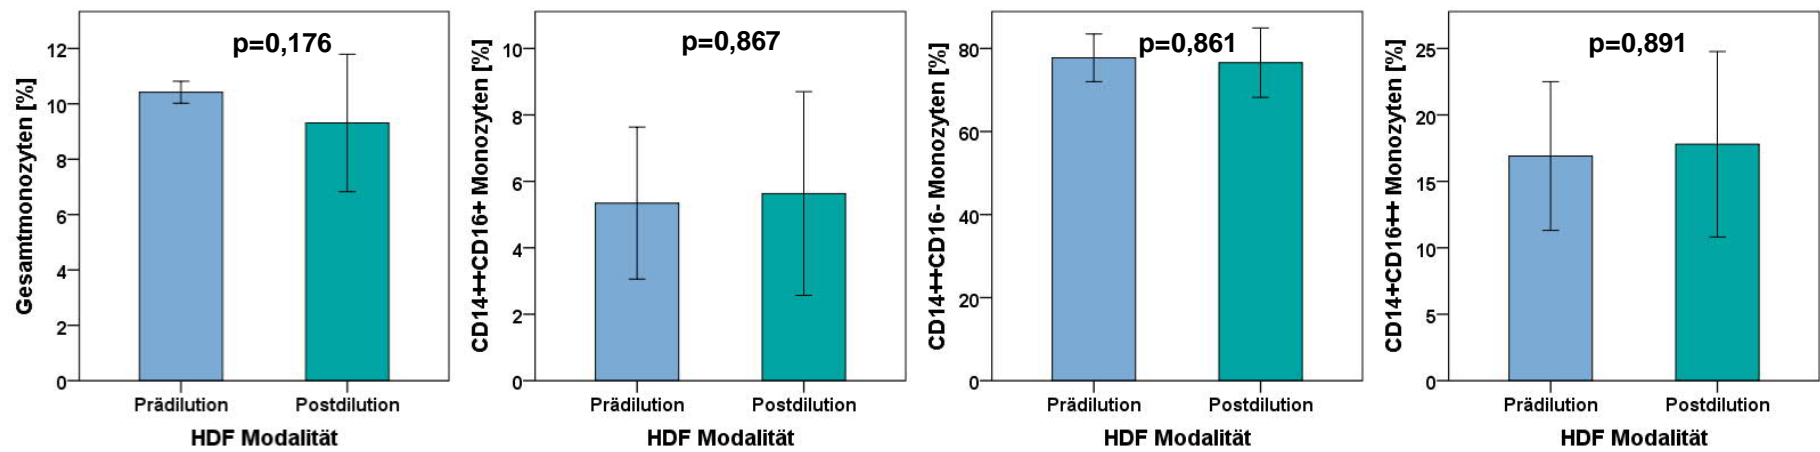 Gesamtmonozyten [%]
12
10
8
6
4
2
0
p=0,176
Prädilution Postdilution
HDF Modalität
CD14++CD16+ Monozyten [%]
10
8
6
4
2
0
p=0,867
Prädilution Postdilution
HDF Modalität
CD14++CD16- Monozyten [%]
80
60
40
20
0
p=0,861
Prädilution Postdilution
HDF Modalität
CD14+CD16++ Monozyten [%]
25
20
15
10
5
0
p=0,891
Prädilution Postdilution
HDF Modalität